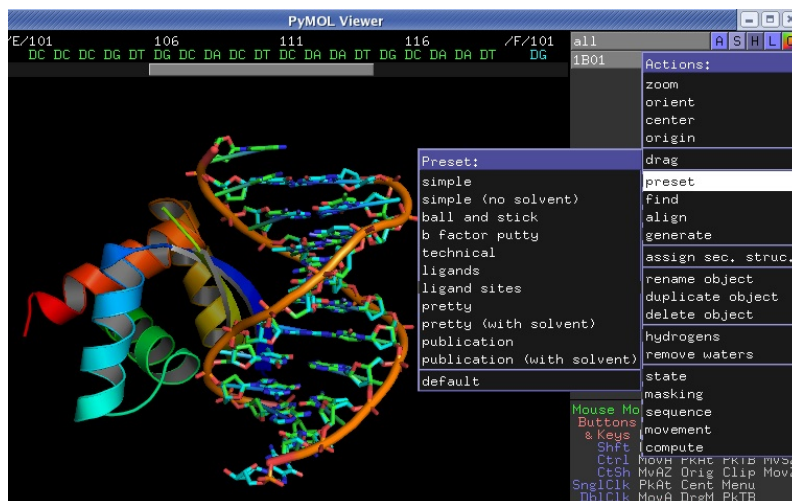 PyMOL Viewer
/E/101 106 111 116 /F/101
DC DC DC DG DT DG DC DA DC DT DC DA DA DT DG DC DA DA DT DG
all A S H L C
1B01
Actions:
zoom
orient
center
origin
drag
preset
find
align
generate
assign sec. struc.
rename object
duplicate object
delete object
hydrogens
remove waters
state
masking
sequence
movement
compute
Preset:
simple
simple (no solvent)
ball and stick
b factor putty
technical
ligands
ligand sites
pretty
pretty (with solvent)
publication
publication (with solvent)
default
Mouse Mo
Buttons
& Keys
Shft
Ctrl MovA PkAt PkTB MvSZ
CtSh MvAZ Orig Clip MovZ
SnglClk PkAt Cent Menu
DblClk MovA DrgM PkTB